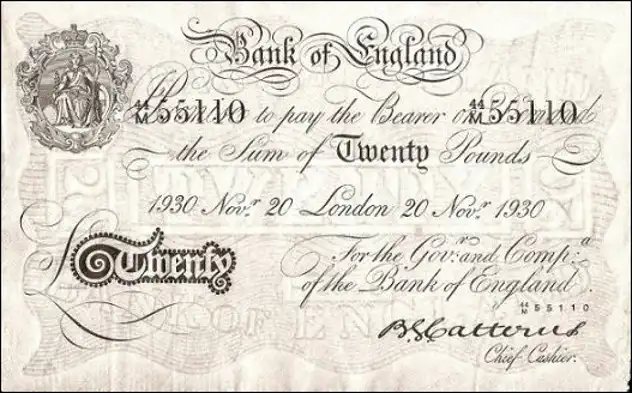 Bank of England
44/M 55110 44/M 55110
I Promise to pay the Bearer on Demand
the Sum of Twenty Pounds
1930 Novr. 20 London 20 Novr. 1930
For the Govr. and Compa.
£ Twenty
of the Bank of England
44/M 55110
B G Catterns
Chief Cashier.